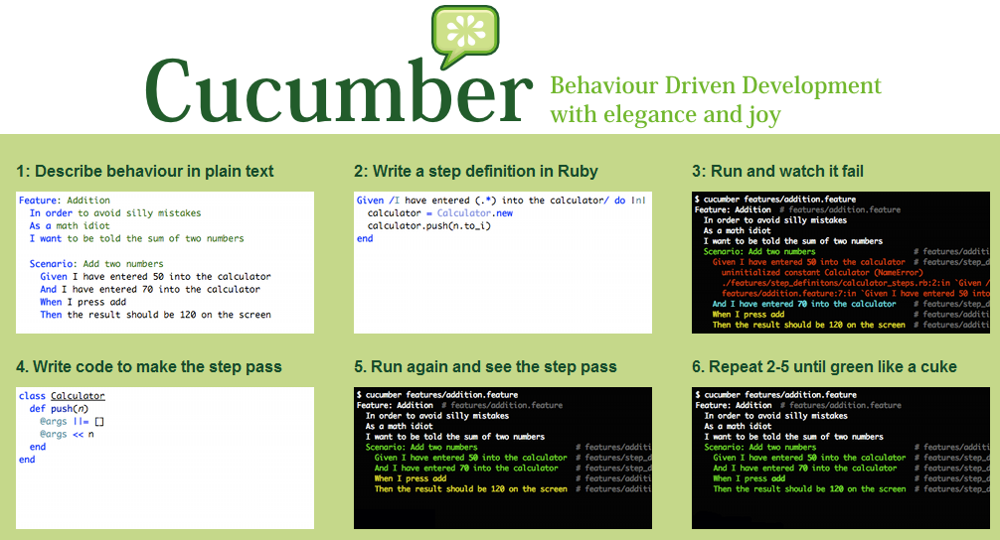 Cucumber
Behaviour Driven Development
with elegance and joy
1: Describe behaviour in plain text
Feature: Addition
In order to avoid silly mistakes
As a math idiot
I want to be told the sum of two numbers
Scenario: Add two numbers
Given I have entered 50 into the calculator
And I have entered 70 into the calculator
When I press add
Then the result should be 120 on the screen
2: Write a step definition in Ruby
Given /I have entered (.*) into the calculator/ do |n|
calculator = Calculator.new
calculator.push(n.to_i)
end
3: Run and watch it fail
$ cucumber features/addition.feature
Feature: Addition # features/addition.feature
In order to avoid silly mistakes
As a math idiot
I want to be told the sum of two numbers
Scenario: Add two numbers # features/additi
Given I have entered 50 into the calculator # features/step_d
uninitialized constant Calculator (NameError)
./features/step_definitons/calculator_steps.rb:2:in `Given /
features/addition.feature:7:in `Given I have entered 50 into
And I have entered 70 into the calculator # features/step_d
When I press add # features/additi
Then the result should be 120 on the screen # features/additi
4. Write code to make the step pass
class Calculator
def push(n)
@args ||= []
@args << n
end
end
5. Run again and see the step pass
$ cucumber features/addition.feature
Feature: Addition # features/addition.feature
In order to avoid silly mistakes
As a math idiot
I want to be told the sum of two numbers
Scenario: Add two numbers # features/additi
Given I have entered 50 into the calculator # features/step_d
And I have entered 70 into the calculator # features/step_d
When I press add # features/additi
Then the result should be 120 on the screen # features/additi
6. Repeat 2-5 until green like a cuke
$ cucumber features/addition.feature
Feature: Addition # features/addition.feature
In order to avoid silly mistakes
As a math idiot
I want to be told the sum of two numbers
Scenario: Add two numbers # features/additi
Given I have entered 50 into the calculator # features/step_d
And I have entered 70 into the calculator # features/step_d
When I press add # features/step_d
Then the result should be 120 on the screen # features/step_d